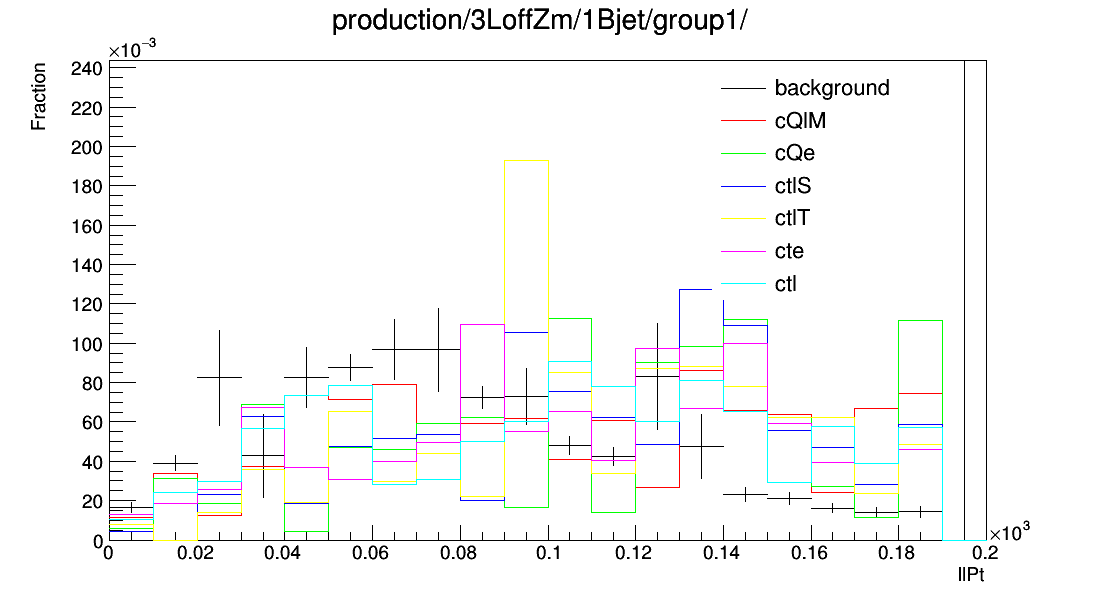 production/3LoffZm/1Bjet/group1/
×10⁻³
Fraction
240
220
200
180
160
140
120
100
80
60
40
20
0
background
cQlM
cQe
ctlS
ctlT
cte
ctl
0 0.02 0.04 0.06 0.08 0.1 0.12 0.14 0.16 0.18 0.2
×10³
llPt